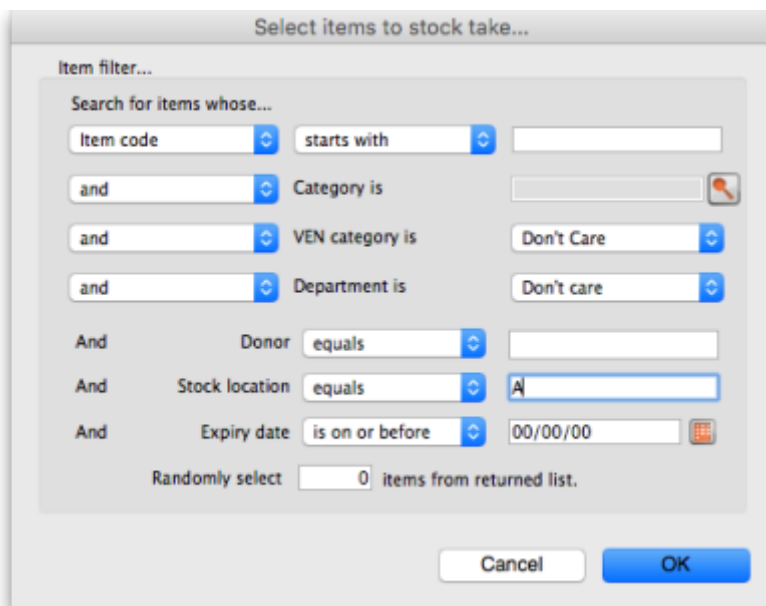 Select items to stock take...
Item filter...
Search for items whose...
Item code starts with
and Category is
and VEN category is Don't Care
and Department is Don't care
And Donor equals
And Stock location equals A
And Expiry date is on or before 00/00/00
Randomly select 0 items from returned list.
Cancel OK